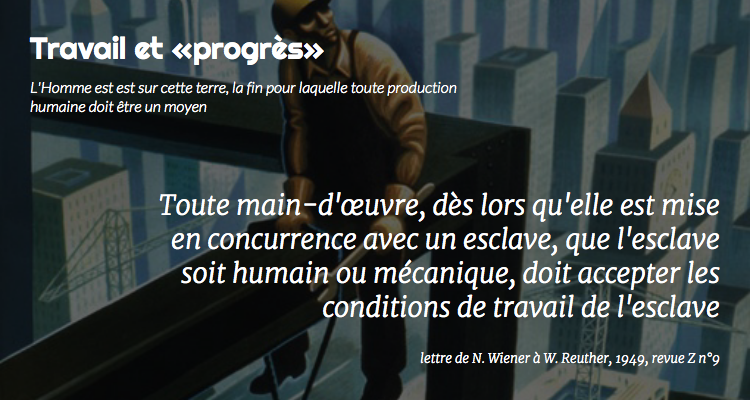 Travail et «progrès»
L'Homme est est sur cette terre, la fin pour laquelle toute production
humaine doit être un moyen
Toute main-d'œuvre, dès lors qu'elle est mise
en concurrence avec un esclave, que l'esclave
soit humain ou mécanique, doit accepter les
conditions de travail de l'esclave
lettre de N. Wiener à W. Reuther, 1949, revue Z n°9